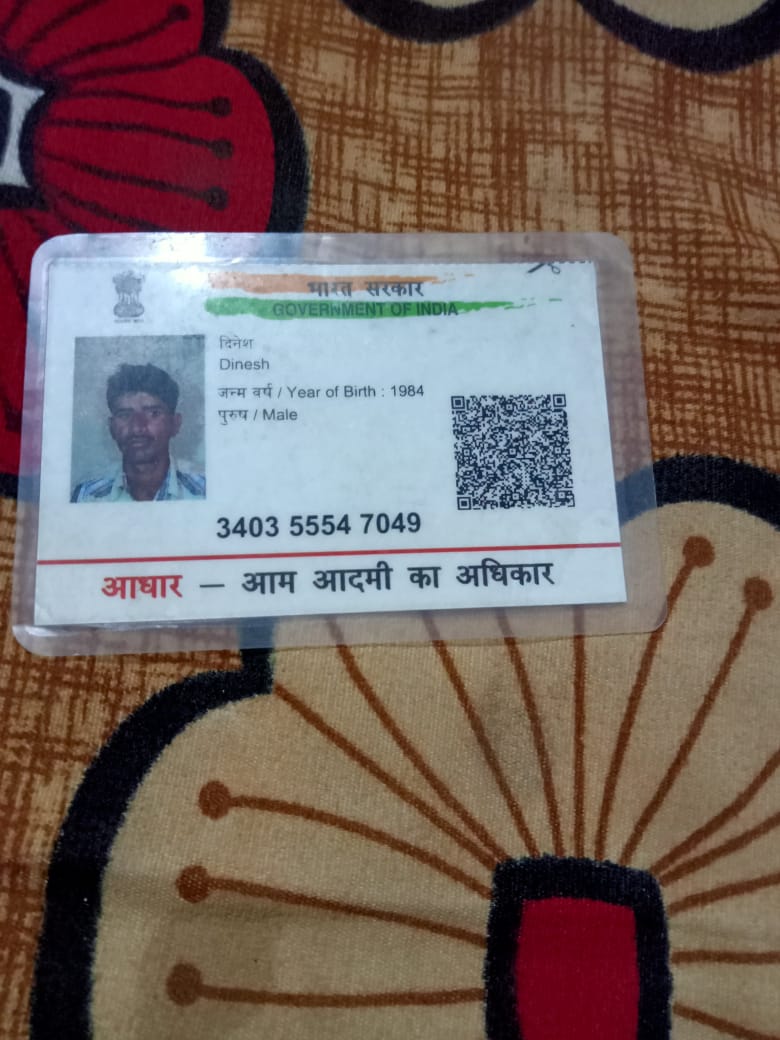 भारत सरकार
GOVERNMENT OF INDIA
दिनेश
Dinesh
जन्म वर्ष / Year of Birth : 1984
पुरुष / Male
3403 5554 7049
आधार – आम आदमी का अधिकार